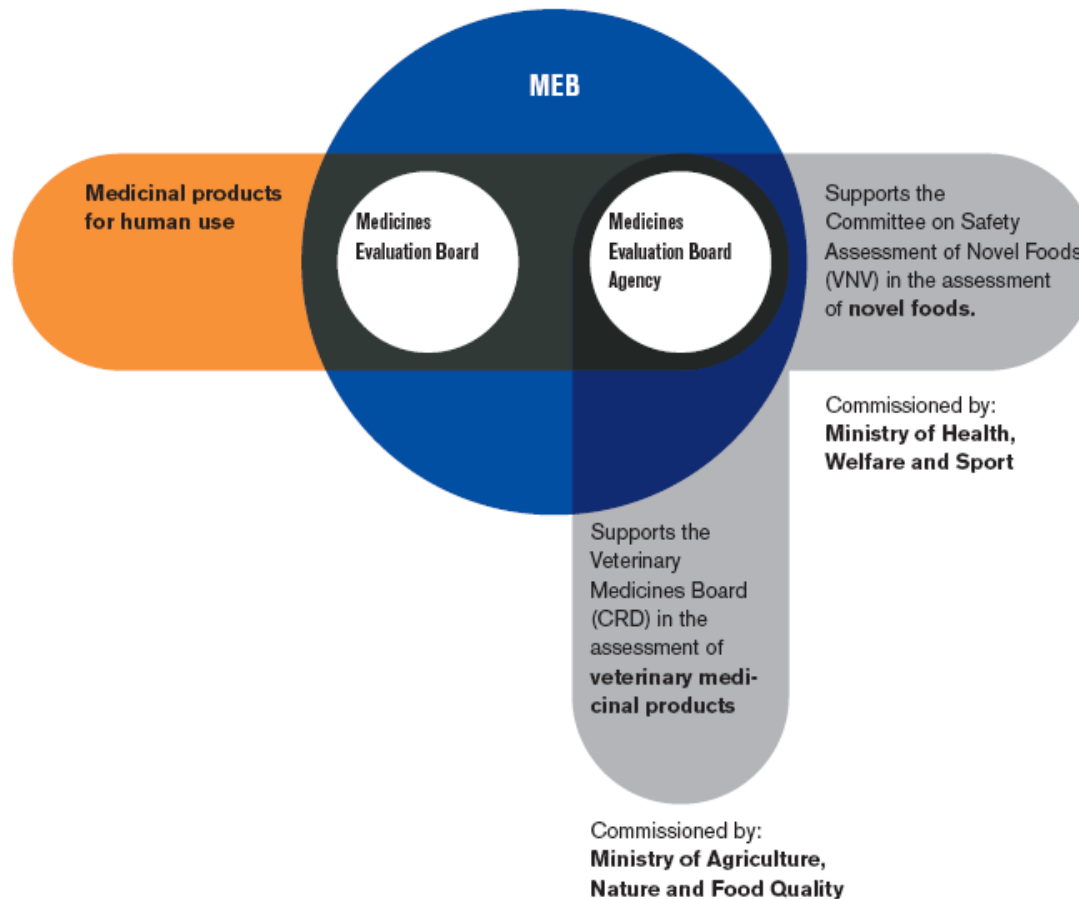 MEB
Medicinal products
for human use
Medicines
Evaluation Board
Medicines
Evaluation Board
Agency
Supports the
Committee on Safety
Assessment of Novel Foods
(VNV) in the assessment
of novel foods.
Commissioned by:
Ministry of Health,
Welfare and Sport
Supports the
Veterinary
Medicines Board
(CRD) in the
assessment of
veterinary medi-
cinal products
Commissioned by:
Ministry of Agriculture,
Nature and Food Quality